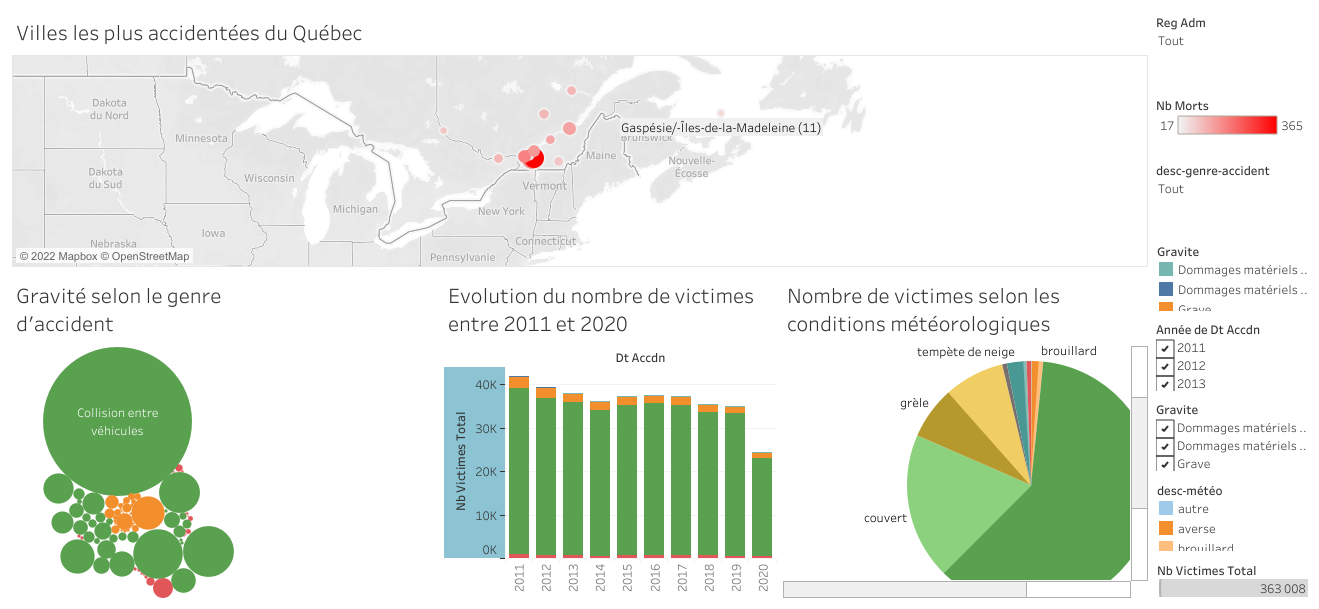 Villes les plus accidentées du Québec
Dakota
du Nord
Minnesota
Dakota
du Sud
Wisconsin
Michigan
Iowa
Nebraska
Gaspésie/-Îles-de-la-Madeleine (11)
Brunswick
Maine
Nouvelle-
Écosse
Vermont
New York
Connecticut
Pennsylvanie
© 2022 Mapbox © OpenStreetMap
Reg Adm
Tout
Nb Morts
17
365
desc-genre-accident
Tout
Gravite
Dommages matériels ..
Dommages matériels ..
Grave
Année de Dt Accdn
2011
2012
2013
Gravite
Dommages matériels ..
Dommages matériels ..
Grave
desc-météo
autre
averse
brouillard
Nb Victimes Total
363 008
Gravité selon le genre
d’accident
Collision entre
véhicules
Evolution du nombre de victimes
entre 2011 et 2020
Dt Accdn
Nb Victimes Total
40K
30K
20K
10K
0K
2011
2012
2013
2014
2015
2016
2017
2018
2019
2020
Nombre de victimes selon les
conditions météorologiques
tempète de neige
brouillard
grèle
couvert